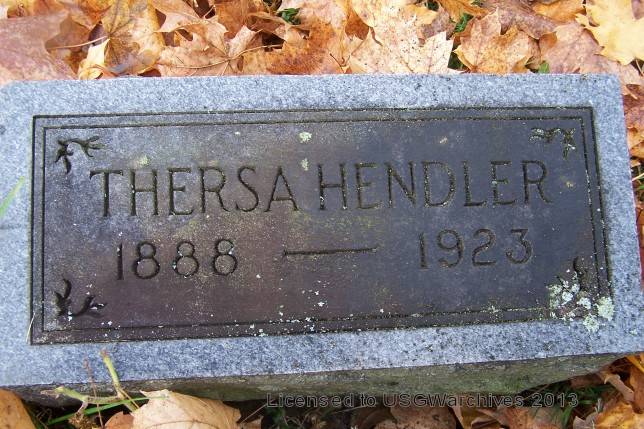 THERSA HENDLER
1888 — 1923
Licensed to USGWarchives 2013